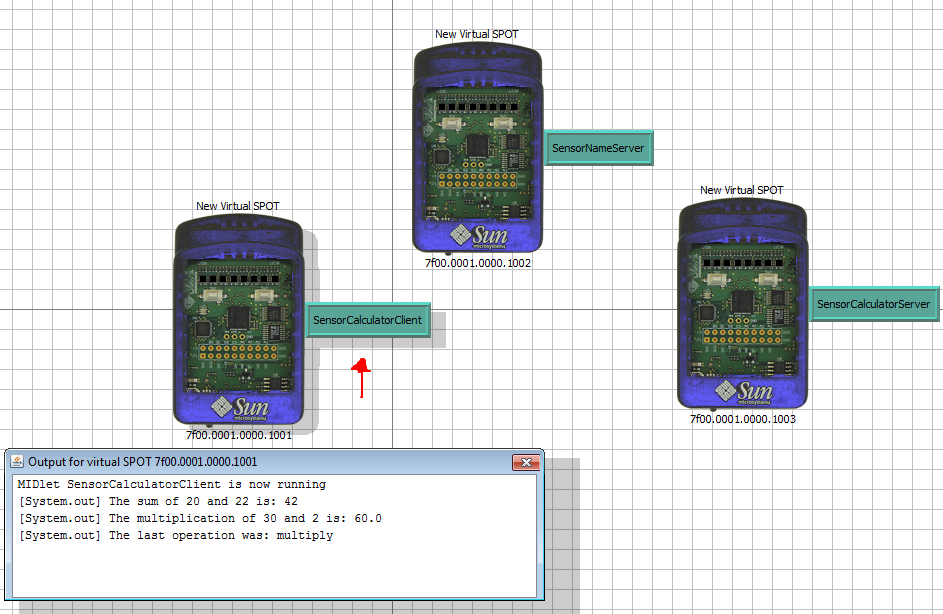 New Virtual SPOT
SensorNameServer
Sun
microsystems
7f00.0001.0000.1002
New Virtual SPOT
SensorCalculatorServer
Sun
microsystems
7f00.0001.0000.1003
New Virtual SPOT
SensorCalculatorClient
Sun
microsystems
7f00.0001.0000.1001
Output for virtual SPOT 7f00.0001.0000.1001
MIDlet SensorCalculatorClient is now running
[System.out] The sum of 20 and 22 is: 42
[System.out] The multiplication of 30 and 2 is: 60.0
[System.out] The last operation was: multiply